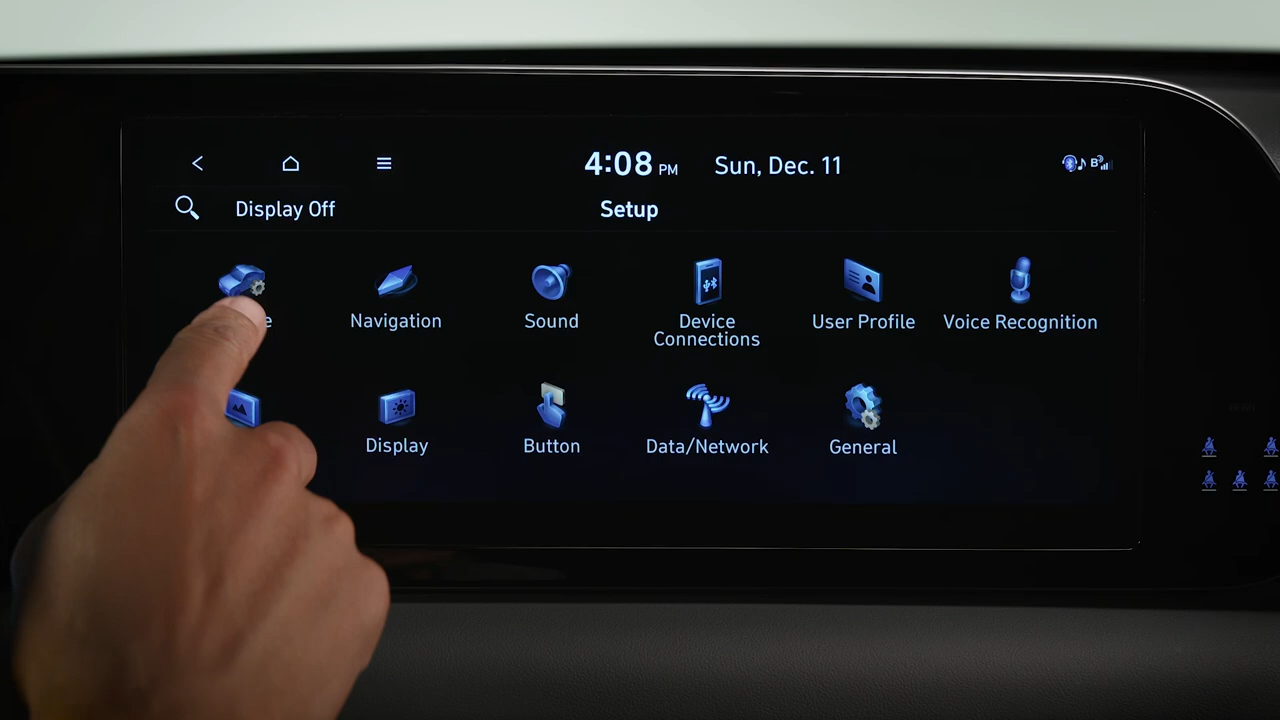 4:08 PM Sun, Dec. 11
B
Display Off
Setup
Navigation
Sound
Device
Connections
User Profile
Voice Recognition
Display
Button
Data/Network
General